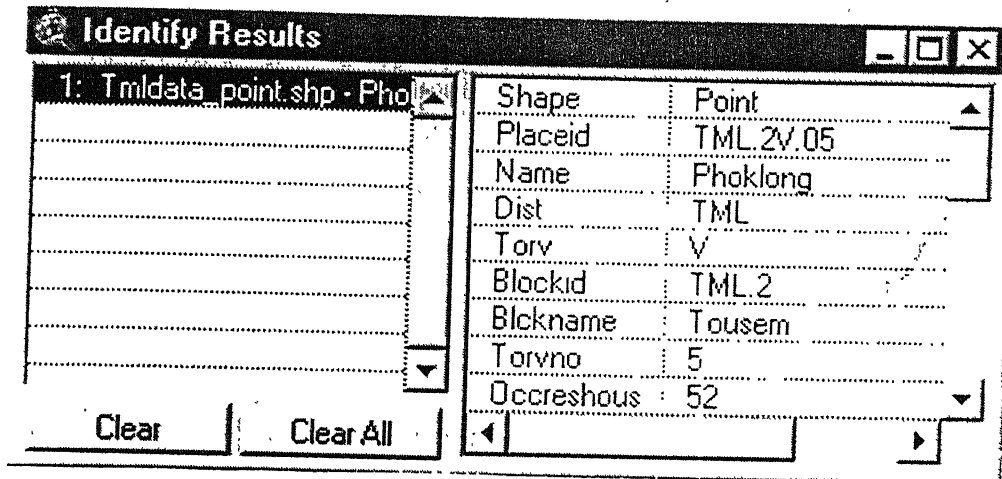 Identify Results
1: Tmldata_point.shp - Pho
Shape Point
Placeid TML.2V.05
Name Phoklong
Dist TML
Torv V
Blockid TML.2
Blckname Tousem
Torvno 5
Occreshous 52
Clear Clear All